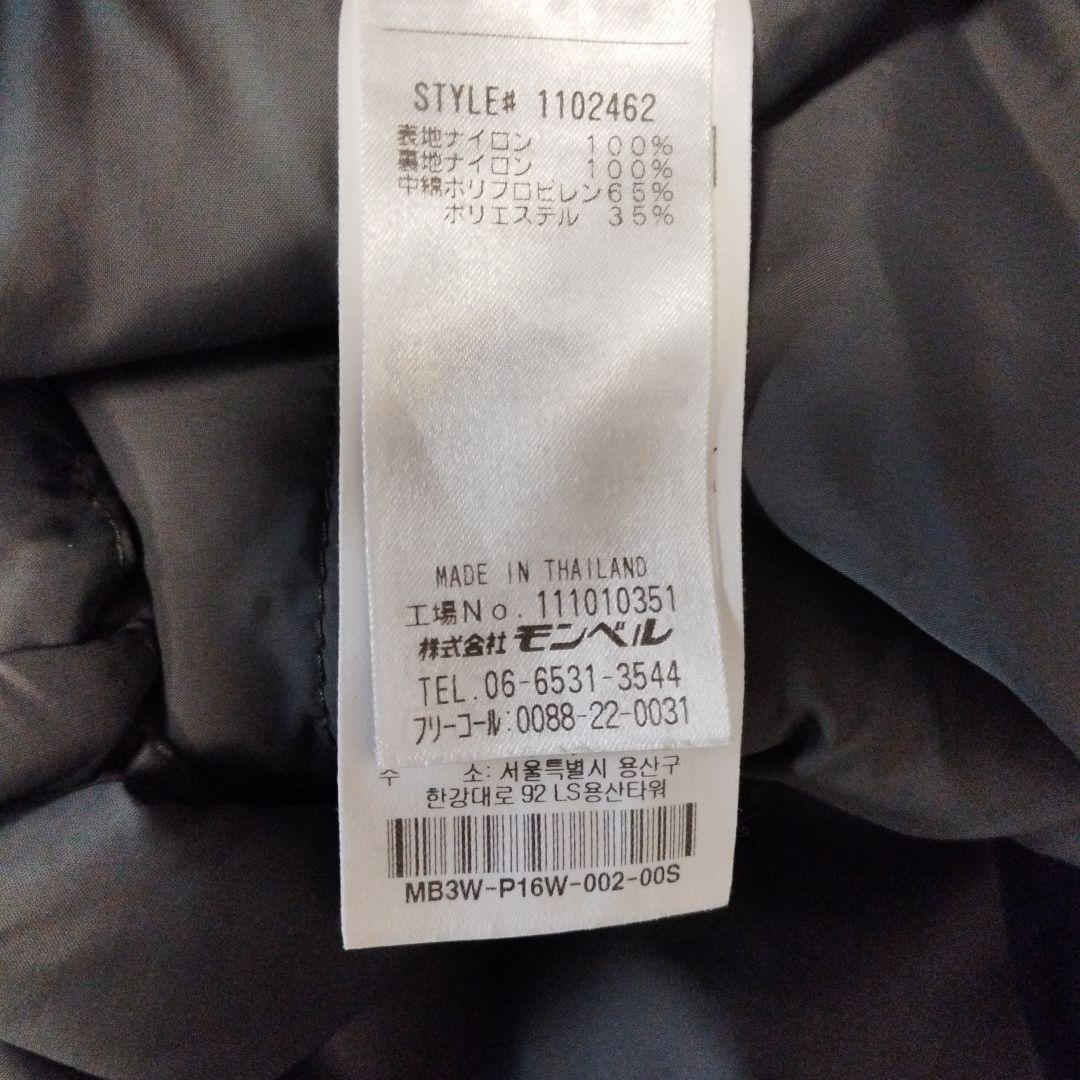 STYLE# 1102462
表地ナイロン 100%
裏地ナイロン 100%
中綿ポリプロピレン65%
ポリエステル 35%
MADE IN THAILAND
工場No.111010351
株式会社モンベル
TEL.06-6531-3544
フリーコール:0088-22-0031
소: 서울특별시 용산구
한강대로 92 LS용산타워
MB3W-P16W-002-00S